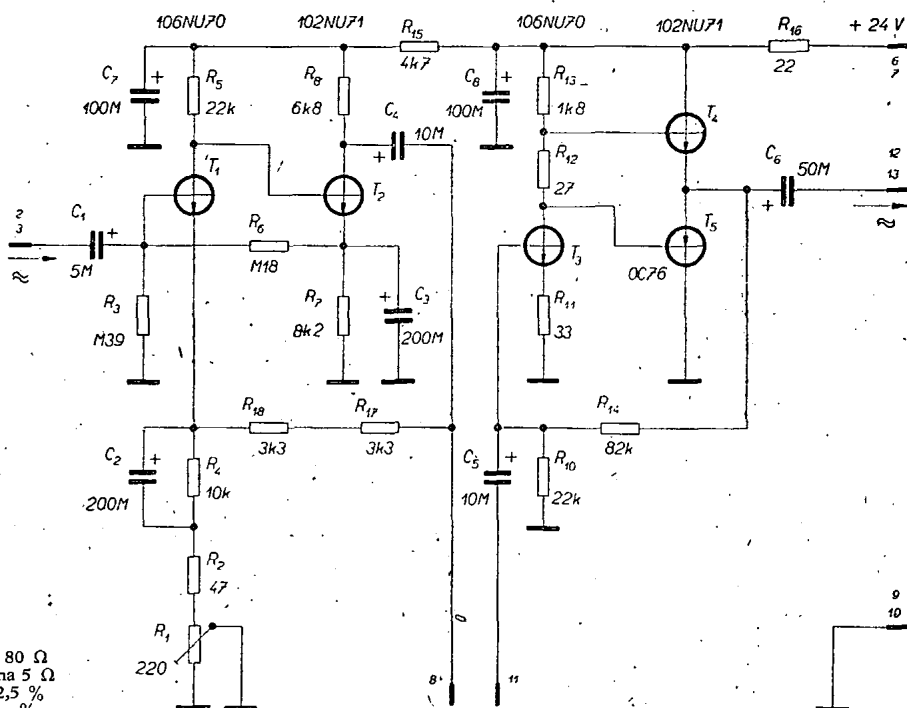 106NU70 102NU71 106NU70 102NU71
R15 4k7
R16 22
+ 24 V
6
7
C7 + 100M
R5 22k
R8 6k8
C4 + 10M
C8 + 100M
R13 1k8
T4
T1
T2
R12 27
C6 + 50M
12
13
≈
2
3
≈
C1 + 5M
R6 M18
T3
T5
OC76
R3 M39
R7 8k2
C3 + 200M
R11 33
R18 3k3
R17 3k3
R14 82k
C2 + 200M
R4 10k
C5 + 10M
R10 22k
R2 47
R1 220
9
10
80 Ω
na 5 Ω
2,5 %
%
8
11